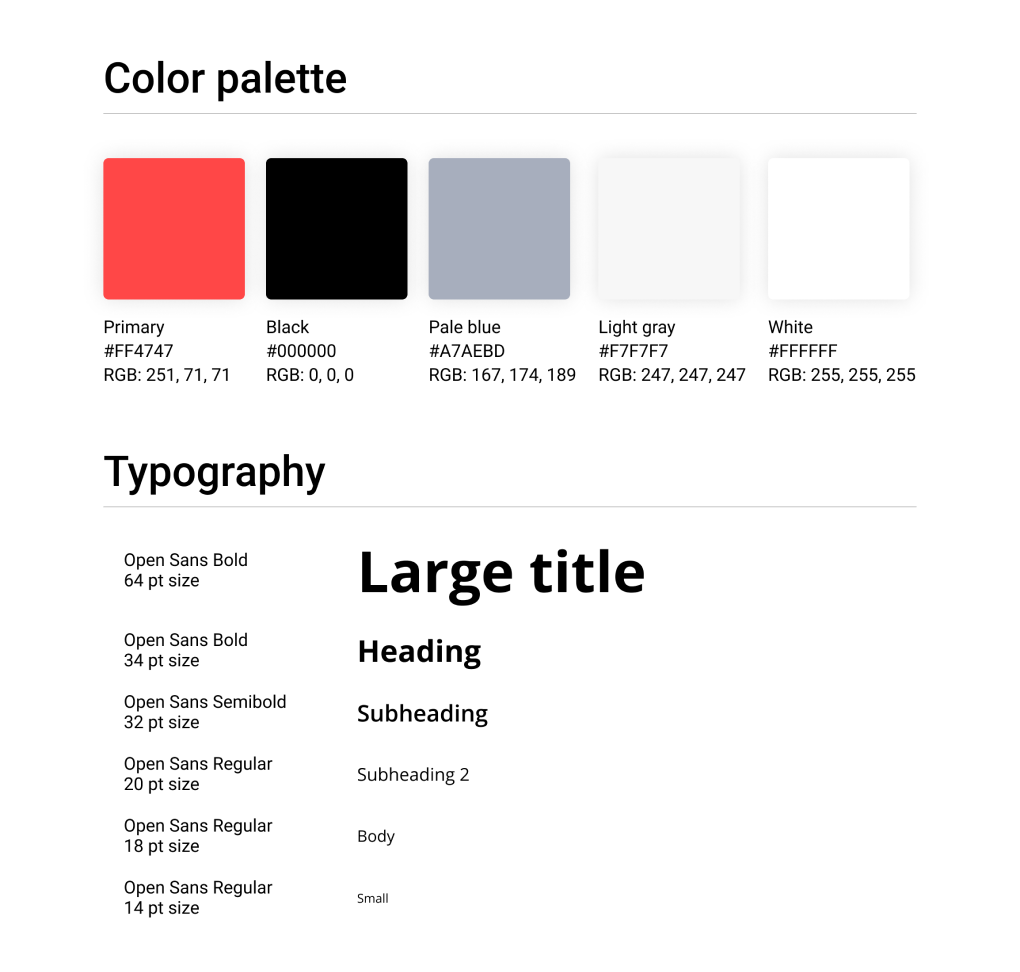 Color palette
Primary
#FF4747
RGB: 251, 71, 71
Black
#000000
RGB: 0, 0, 0
Pale blue
#A7AEBD
RGB: 167, 174, 189
Light gray
#F7F7F7
RGB: 247, 247, 247
White
#FFFFFF
RGB: 255, 255, 255
Typography
Open Sans Bold
64 pt size
Large title
Open Sans Bold
34 pt size
Heading
Open Sans Semibold
32 pt size
Subheading
Open Sans Regular
20 pt size
Subheading 2
Open Sans Regular
18 pt size
Body
Open Sans Regular
14 pt size
Small